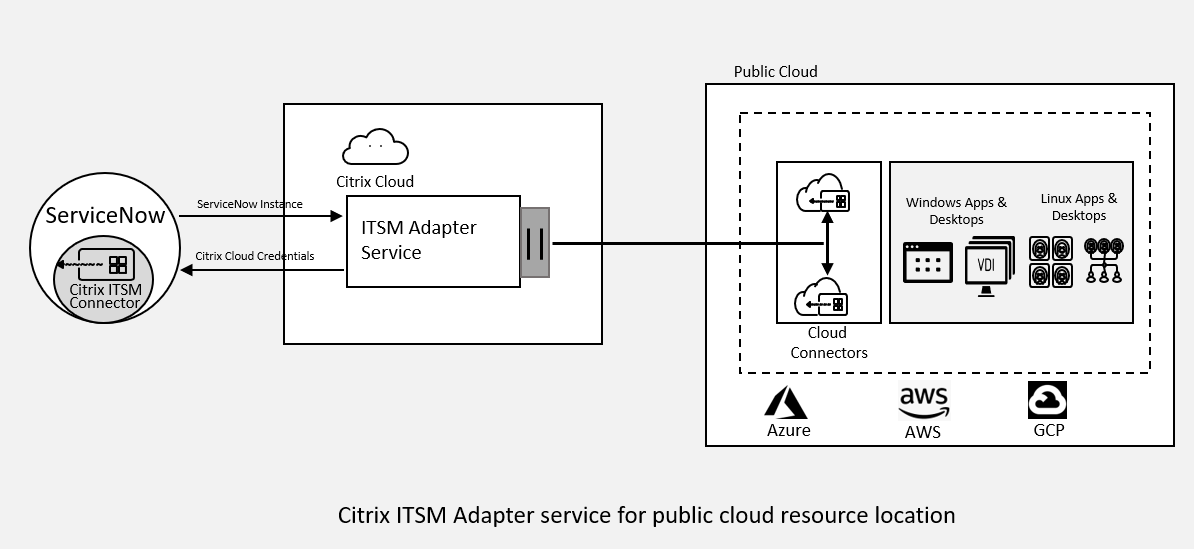 Public Cloud
Citrix Cloud
ServiceNow
ServiceNow Instance
ITSM Adapter
Service
Citrix Cloud Credentials
Citrix ITSM
Connector
Windows Apps &
Desktops
Linux Apps &
Desktops
VDI
Cloud
Connectors
aws
Azure
AWS
GCP
Citrix ITSM Adapter service for public cloud resource location